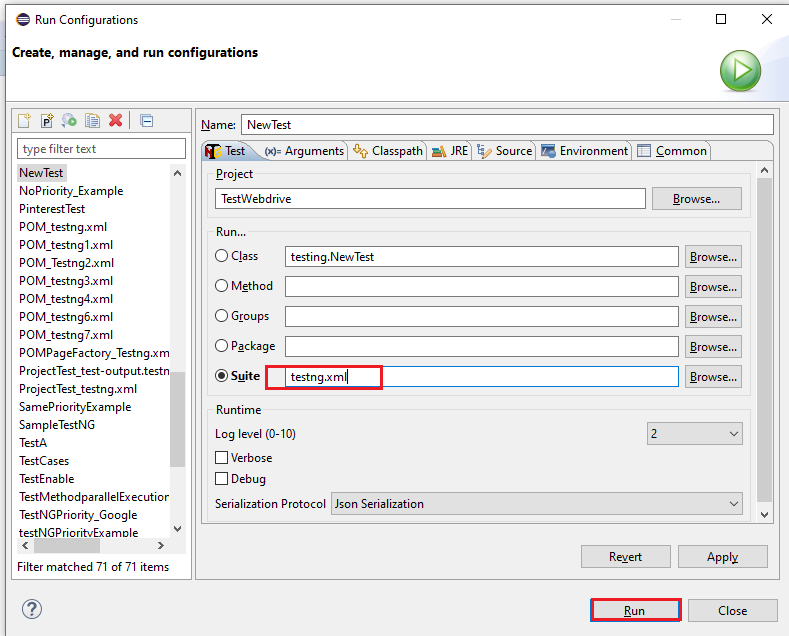 Run Configurations
Create, manage, and run configurations
type filter text
NewTest
NoPriority_Example
PinterestTest
POM_testng.xml
POM_testng1.xml
POM_Testng2.xml
POM_testng3.xml
POM_testng4.xml
POM_testng6.xml
POM_testng7.xml
POMPageFactory_Testng.xm
ProjectTest_test-output.testn
ProjectTest_testng.xml
SamePriorityExample
SampleTestNG
TestA
TestCases
TestEnable
TestMethodparallelExecution
TestNGPriority_Google
testNGPriorityExample
Filter matched 71 of 71 items
Name: NewTest
Test (x)= Arguments Classpath JRE Source Environment Common
Project
TestWebdrive Browse...
Run...
Class testing.NewTest Browse...
Method Browse...
Groups Browse...
Package Browse...
Suite testng.xml Browse...
Runtime
Log level (0-10) 2
Verbose
Debug
Serialization Protocol Json Serialization
Revert Apply
? Run Close